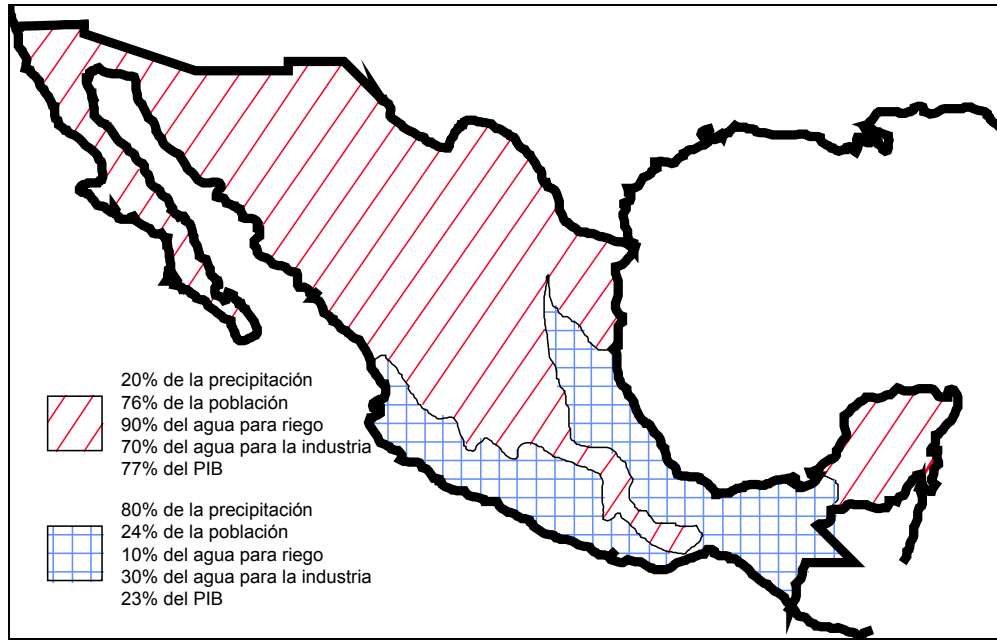 20% de la precipitación
76% de la población
90% del agua para riego
70% del agua para la industria
77% del PIB
80% de la precipitación
24% de la población
10% del agua para riego
30% del agua para la industria
23% del PIB